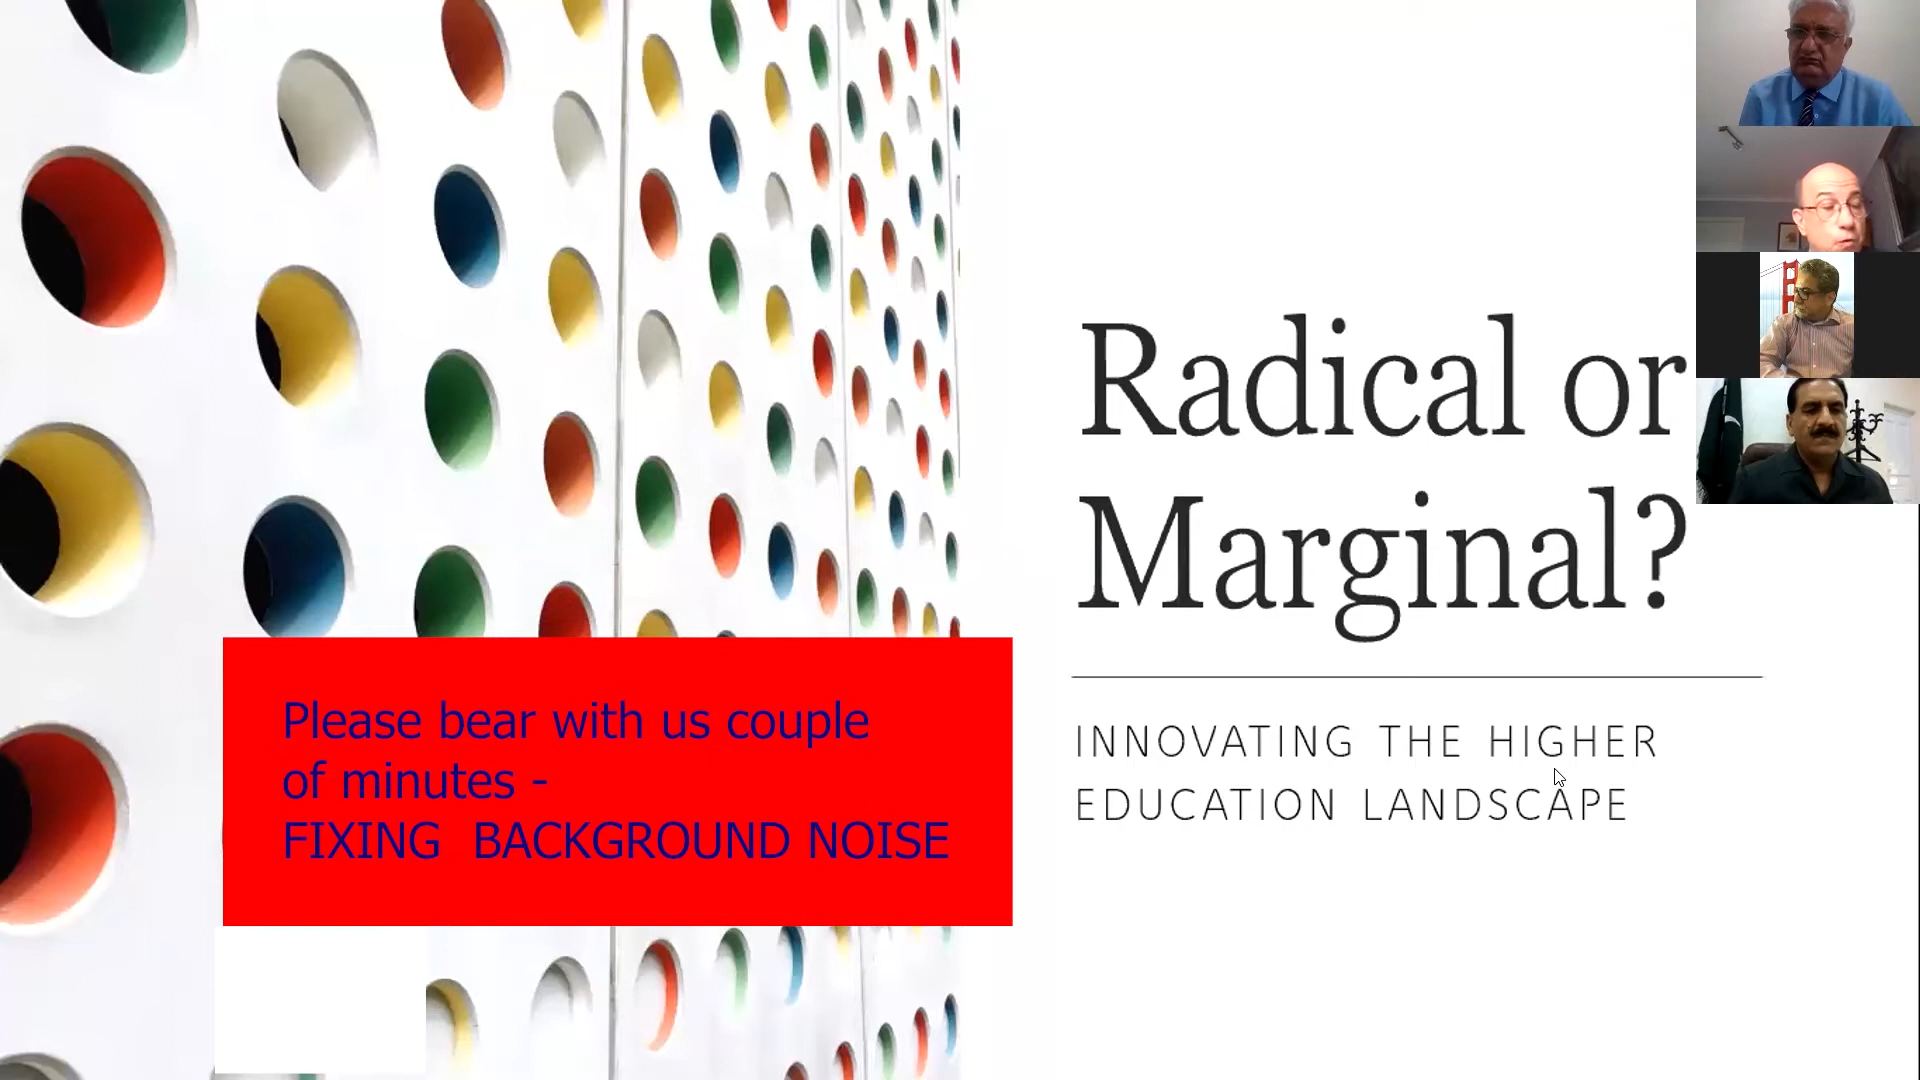 Radical or
Marginal?
INNOVATING THE HIGHER
EDUCATION LANDSCAPE
Please bear with us couple
of minutes -
FIXING BACKGROUND NOISE